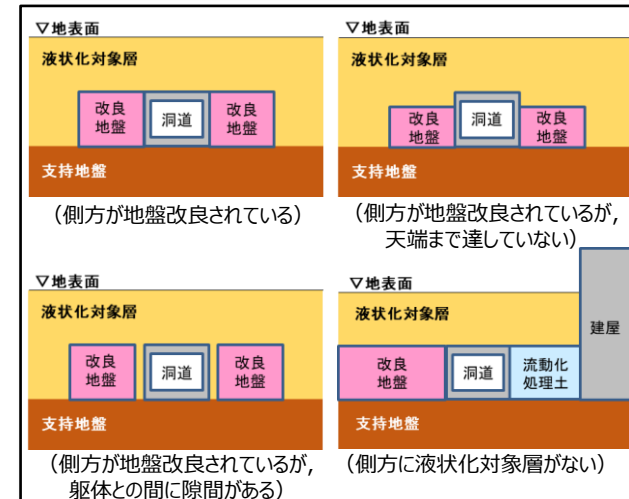 ▽地表面
液状化対象層
改良
地盤
洞道
改良
地盤
支持地盤
（側方が地盤改良されている）
▽地表面
液状化対象層
改良
地盤
洞道
改良
地盤
支持地盤
（側方が地盤改良されているが，
天端まで達していない）
▽地表面
液状化対象層
改良
地盤
洞道
改良
地盤
支持地盤
（側方が地盤改良されているが，
躯体との間に隙間がある）
▽地表面
液状化対象層
建屋
改良
地盤
洞道
流動化
処理土
支持地盤
（側方に液状化対象層がない）